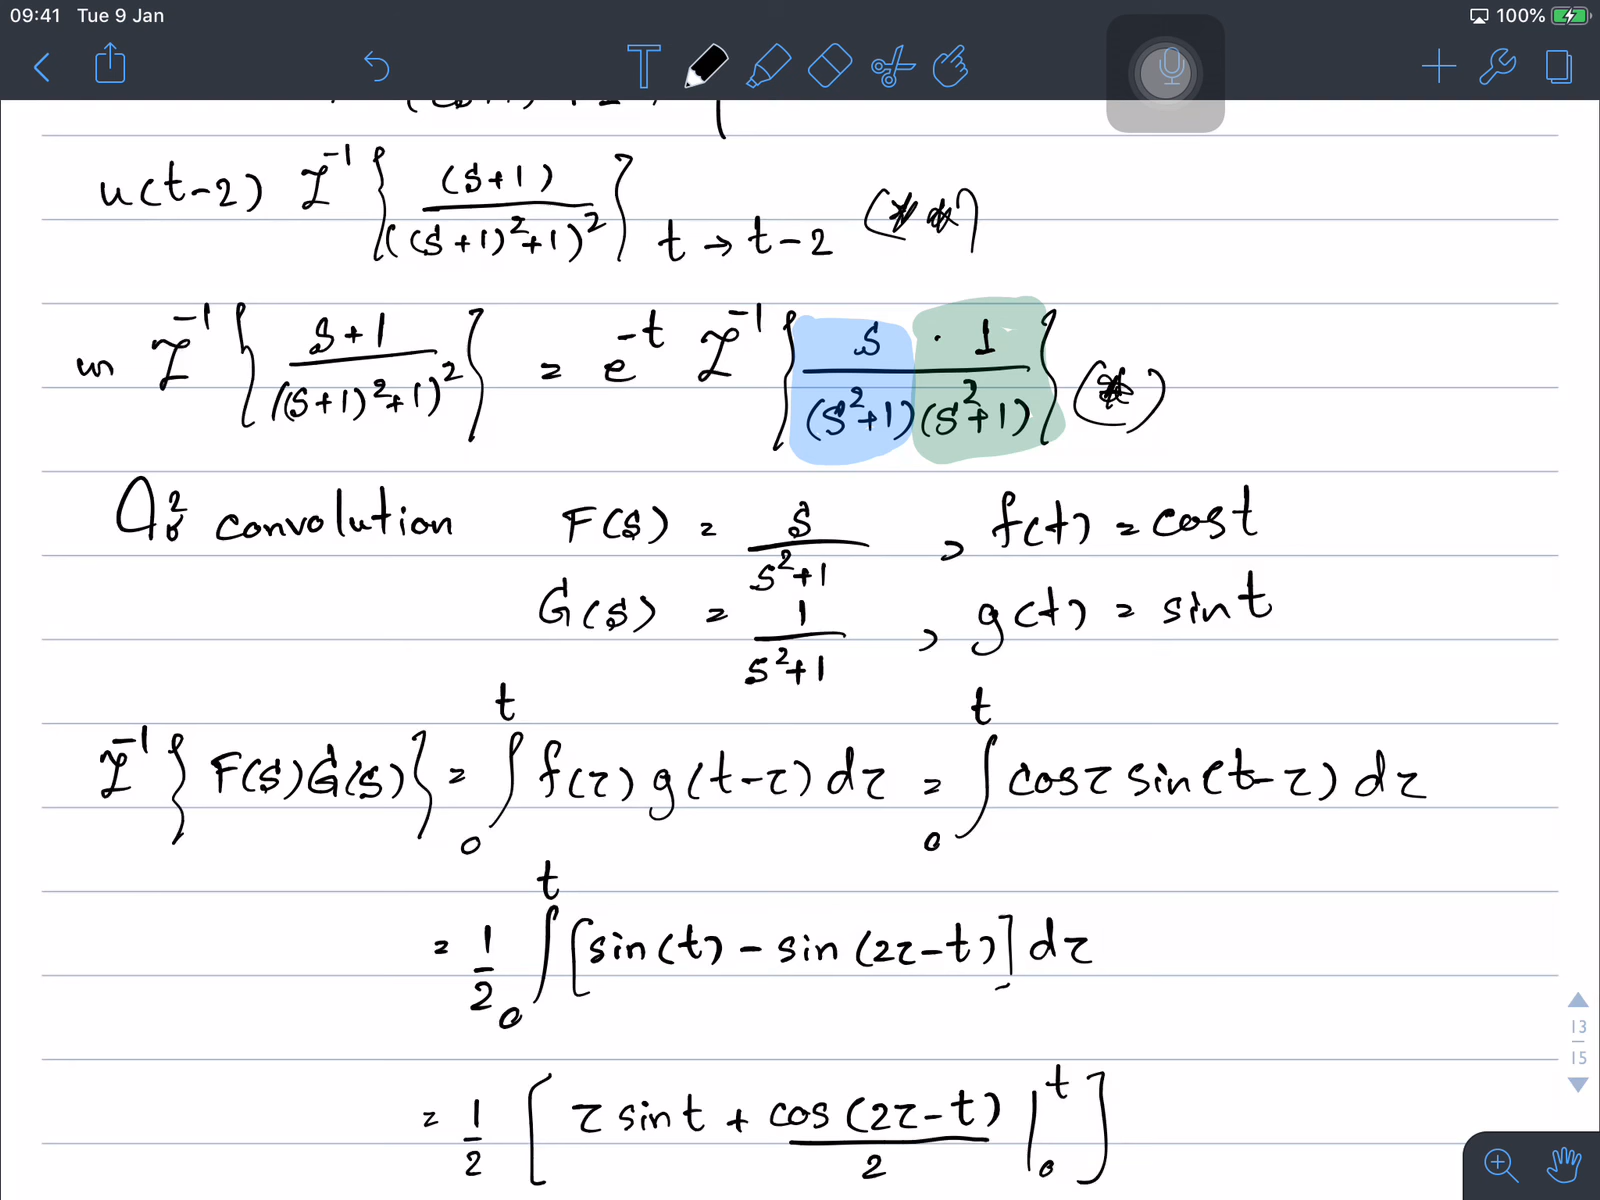 09:41 Tue 9 Jan 100%
u(t-2) ℒ⁻¹{ (s+1) / ((s+1)²+1)² } t→t-2 (**)
ℒ⁻¹{ s+1 / ((s+1)²+1)² } = e^-t ℒ⁻¹{ s · 1 / (s²+1)(s²+1) } (*)
convolution F(s) = s / s²+1 , f(t) = cost
G(s) = 1 / s²+1 , g(t) = sint
ℒ⁻¹{ F(s)G(s) } = ∫₀ᵗ f(τ) g(t-τ) dτ = ∫₀ᵗ cosτ sin(t-τ) dτ
= 1/2 ∫₀ᵗ [sin(t) - sin(2τ-t)] dτ
= 1/2 [ τ sint + cos(2τ-t) / 2 |₀ᵗ ]
13
15